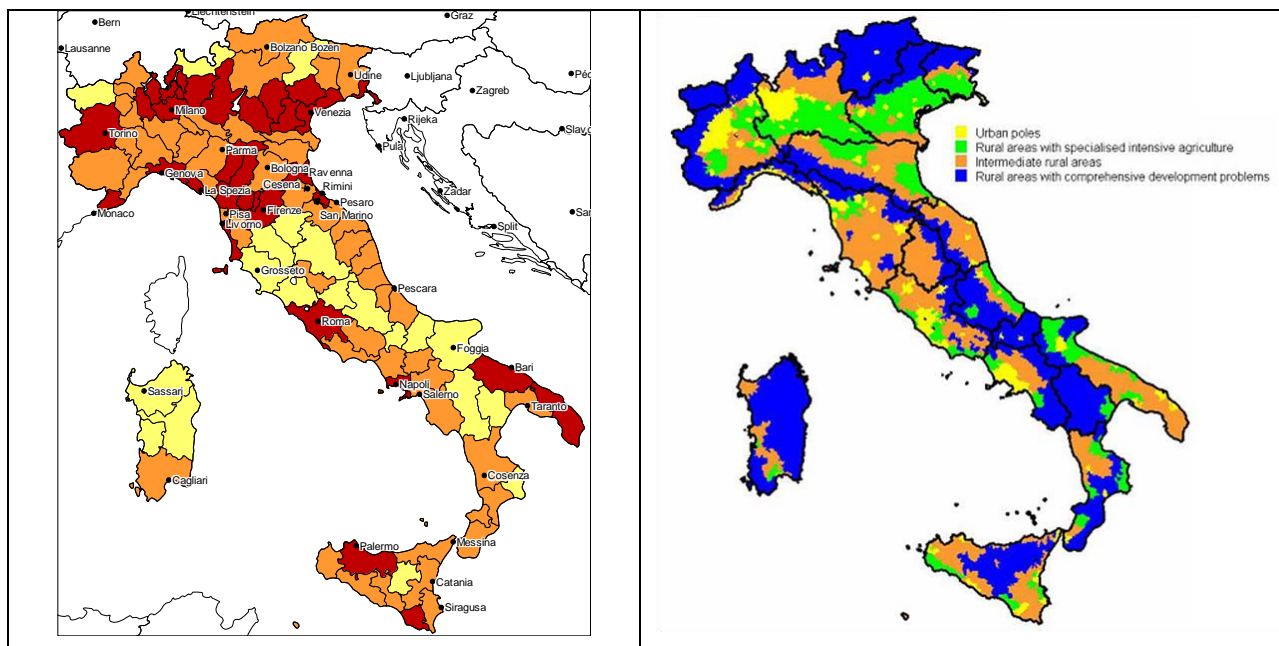 Liechtenstein
Graz
Bern
Lausanne
Bolzano Bozen
Udine
Ljubljana
Zagreb
Milano
Venezia
Rijeka
Torino
Pula
Parma
Genova
Bologna
Ravenna
Cesena
Rimini
La Spezia
Zadar
Monaco
Pisa
Firenze
Pesaro
San Marino
Livorno
Split
Grosseto
Pescara
Roma
Foggia
Bari
Sassari
Napoli
Salerno
Taranto
Cagliari
Cosenza
Palermo
Messina
Catania
Siragusa
Urban poles
Rural areas with specialised intensive agriculture
Intermediate rural areas
Rural areas with comprehensive development problems